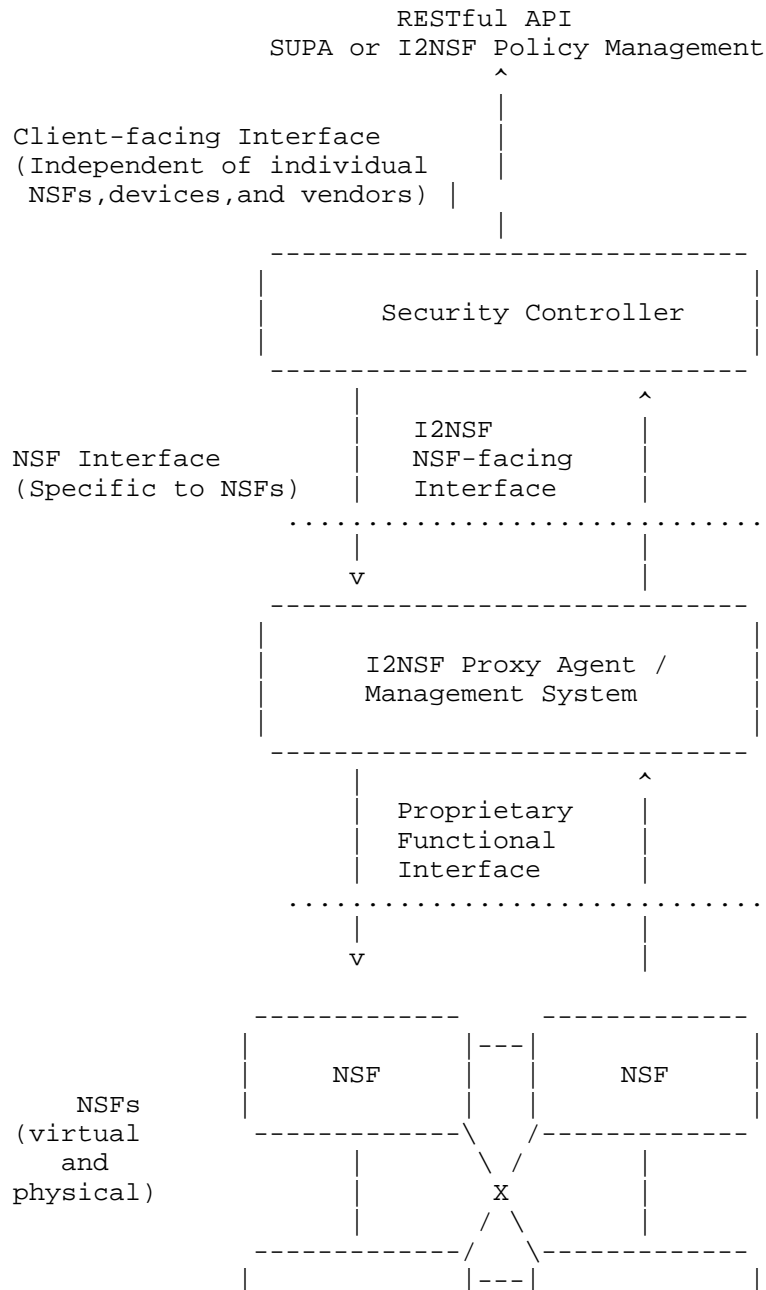 RESTful API
SUPA or I2NSF Policy Management
Client-facing Interface
(Independent of individual
NSFs,devices,and vendors)
Security Controller
I2NSF
NSF Interface
NSF-facing
(Specific to NSFs)
Interface
I2NSF Proxy Agent /
Management System
Proprietary
Functional
Interface
NSF
NSF
NSFs
(virtual
and
physical)
X